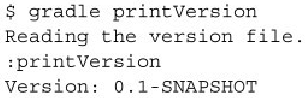 $ gradle printVersion
Reading the version file.
:printVersion
Version: 0.1-SNAPSHOT